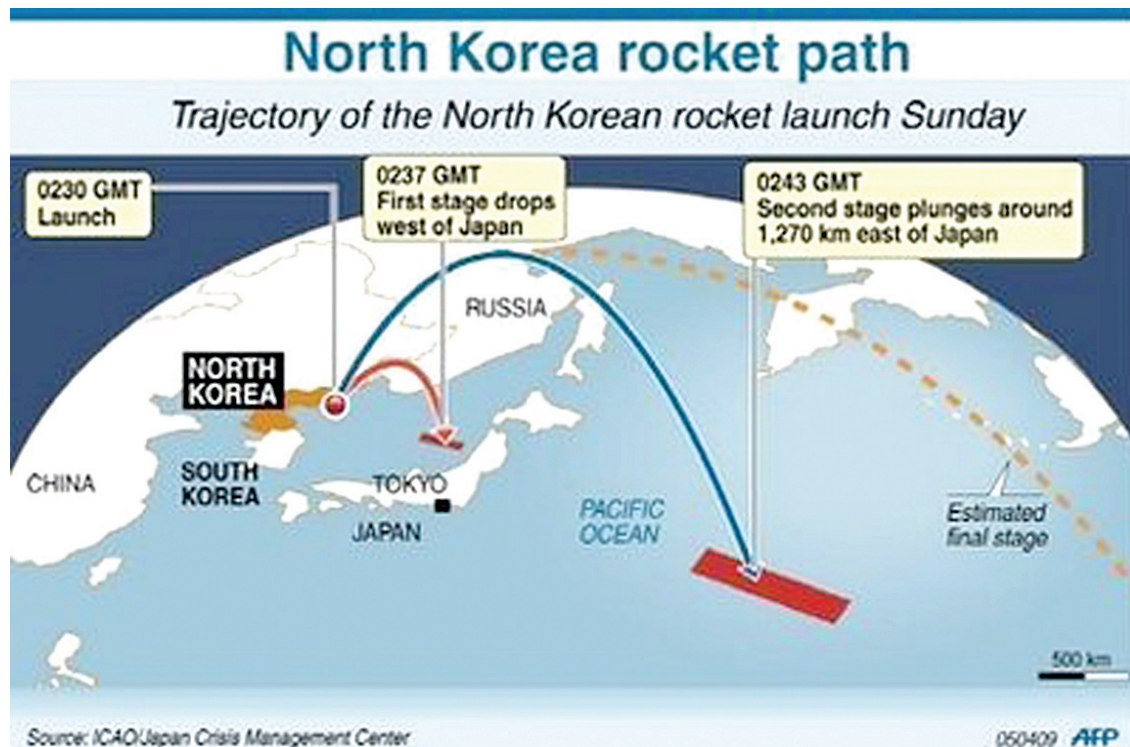 North Korea rocket path
Trajectory of the North Korean rocket launch Sunday
0230 GMT
Launch
0237 GMT
First stage drops
west of Japan
0243 GMT
Second stage plunges around
1,270 km east of Japan
RUSSIA
NORTH
KOREA
CHINA
SOUTH
KOREA
TOKYO
JAPAN
PACIFIC
OCEAN
Estimated
final stage
500 km
Source: ICAO/Japan Crisis Management Center
050409 AFP